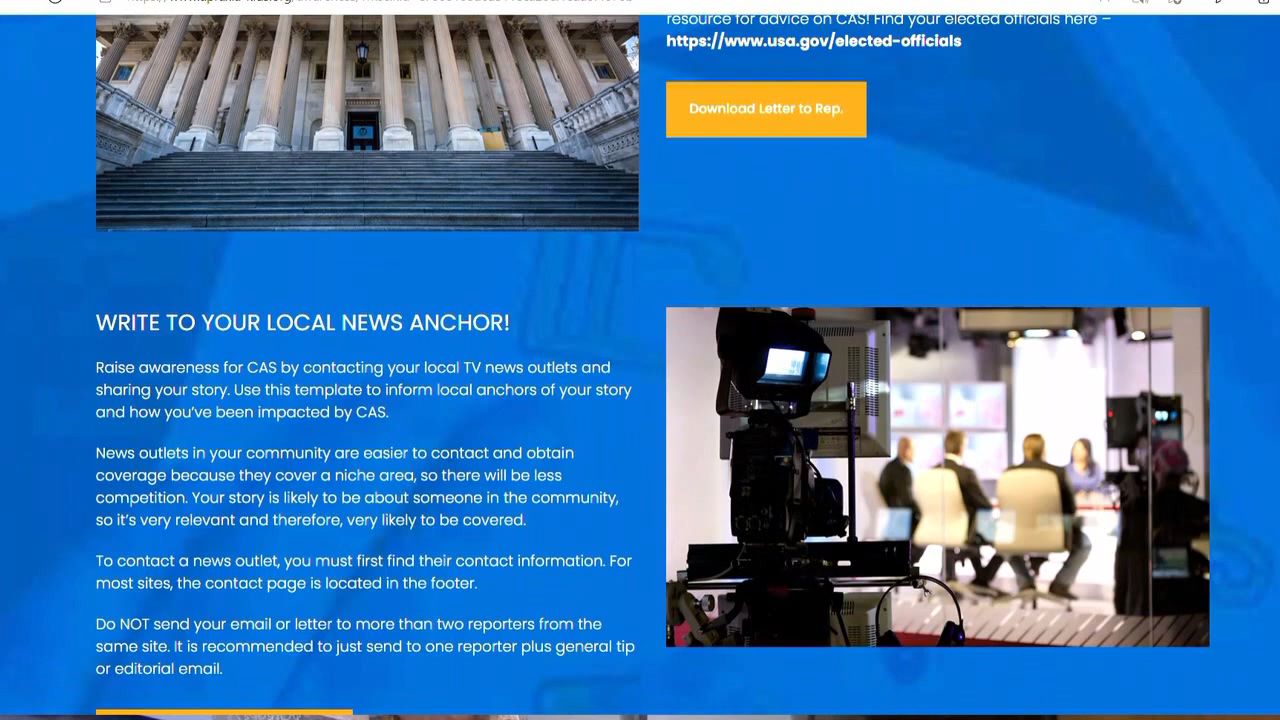 resource for advice on CAS! Find your elected officials here –
https://www.usa.gov/elected-officials
Download Letter to Rep.
WRITE TO YOUR LOCAL NEWS ANCHOR!
Raise awareness for CAS by contacting your local TV news outlets and
sharing your story. Use this template to inform local anchors of your story
and how you’ve been impacted by CAS.
News outlets in your community are easier to contact and obtain
coverage because they cover a niche area, so there will be less
competition. Your story is likely to be about someone in the community,
so it’s very relevant and therefore, very likely to be covered.
To contact a news outlet, you must first find their contact information. For
most sites, the contact page is located in the footer.
Do NOT send your email or letter to more than two reporters from the
same site. It is recommended to just send to one reporter plus general tip
or editorial email.